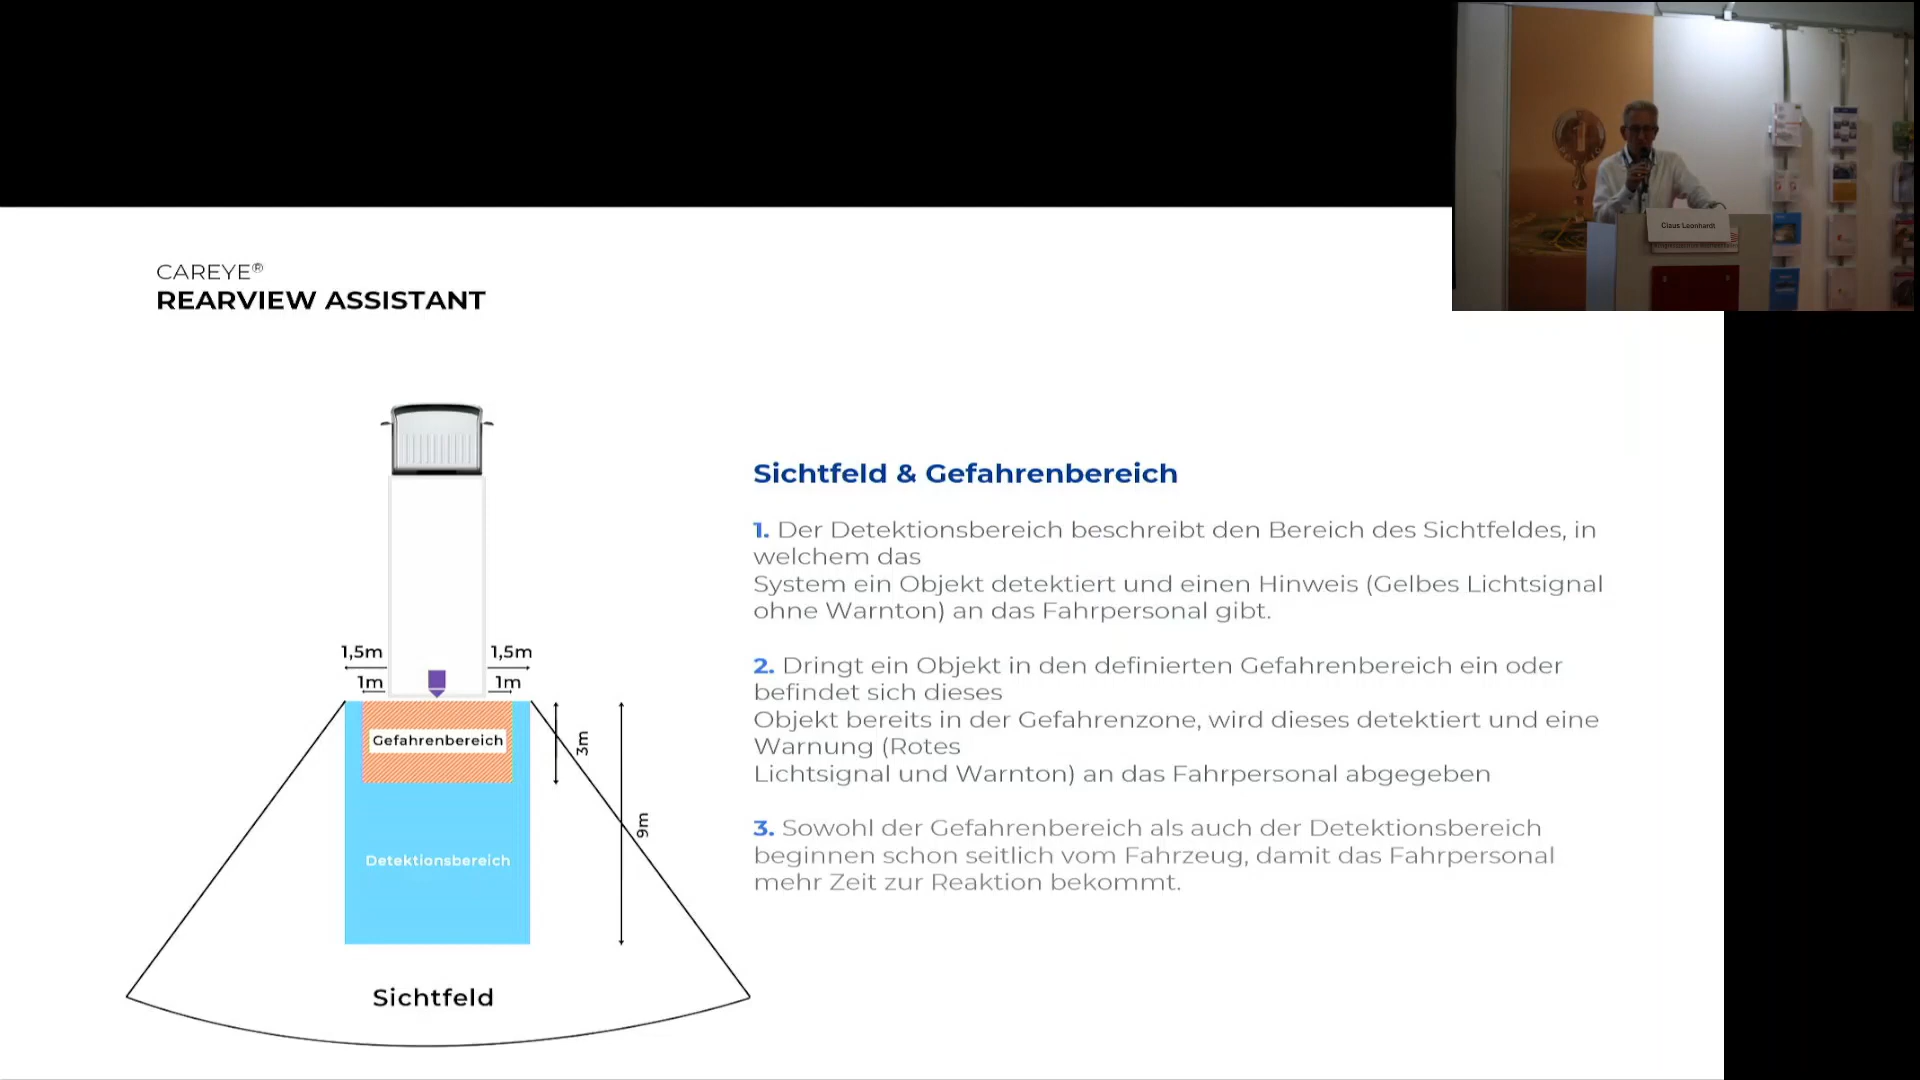 CAREYE®
REARVIEW ASSISTANT
Claus Leonhardt
1
Sichtfeld & Gefahrenbereich
1. Der Detektionsbereich beschreibt den Bereich des Sichtfeldes, in
welchem das
System ein Objekt detektiert und einen Hinweis (Gelbes Lichtsignal
ohne Warnton) an das Fahrpersonal gibt.
2. Dringt ein Objekt in den definierten Gefahrenbereich ein oder
befindet sich dieses
Objekt bereits in der Gefahrenzone, wird dieses detektiert und eine
Warnung (Rotes
Lichtsignal und Warnton) an das Fahrpersonal abgegeben
3. Sowohl der Gefahrenbereich als auch der Detektionsbereich
beginnen schon seitlich vom Fahrzeug, damit das Fahrpersonal
mehr Zeit zur Reaktion bekommt.
1,5m
1,5m
1m
1m
Gefahrenbereich
3m
9m
Detektionsbereich
Sichtfeld